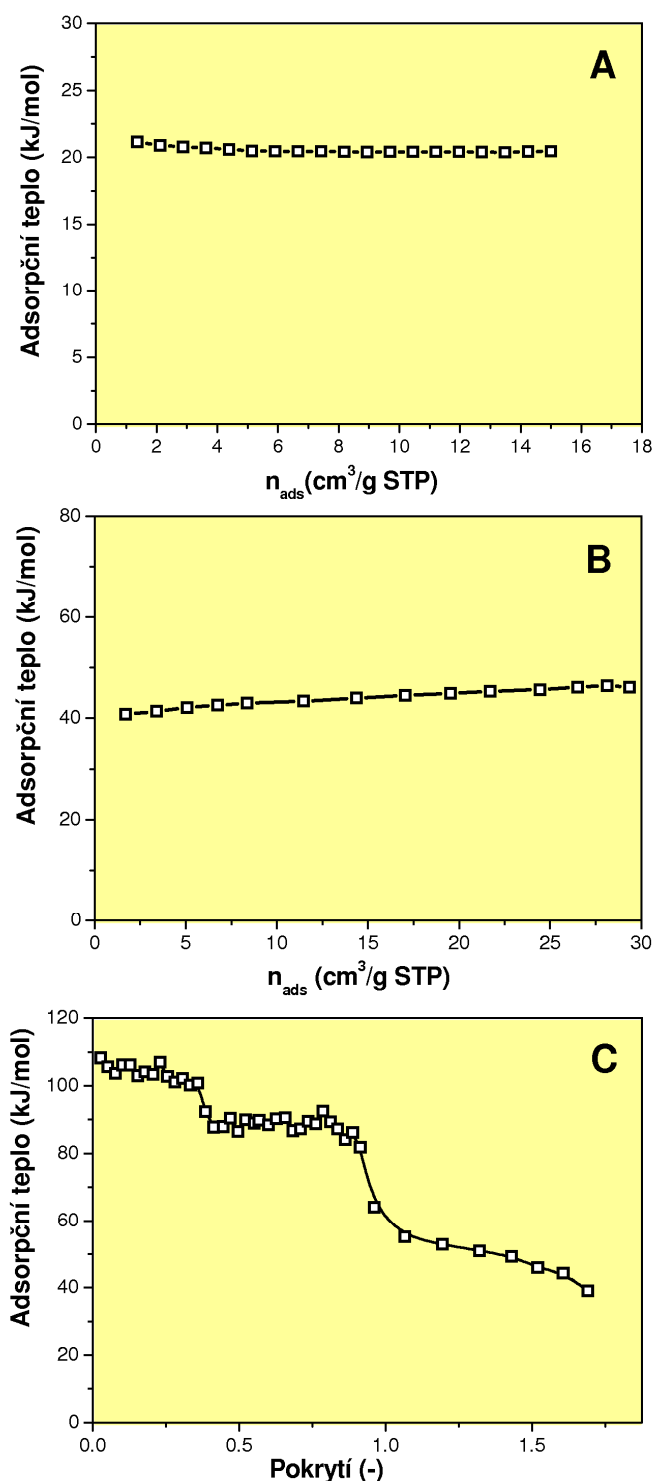 30
25
20
15
10
5
0
Adsorpční teplo (kJ/mol)
A
0 2 4 6 8 10 12 14 16 18
n_ads(cm³/g STP)
80
60
40
20
0
Adsorpční teplo (kJ/mol)
B
0 5 10 15 20 25 30
n_ads (cm³/g STP)
120
100
80
60
40
20
0
Adsorpční teplo (kJ/mol)
C
0.0 0.5 1.0 1.5
Pokrytí (-)